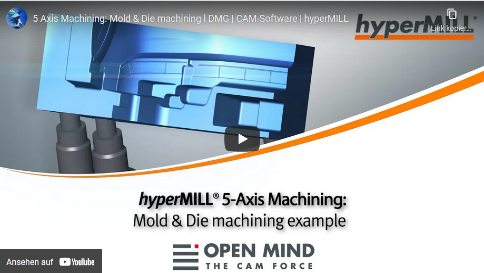 5 Axis Machining: Mold & Die machining | DMG | CAM-Software | hyperMILL
hyperMILL®
Link kopier...
hyperMILL® 5-Axis Machining:
Mold & Die machining example
OPEN MIND
THE CAM FORCE
Ansehen auf YouTube